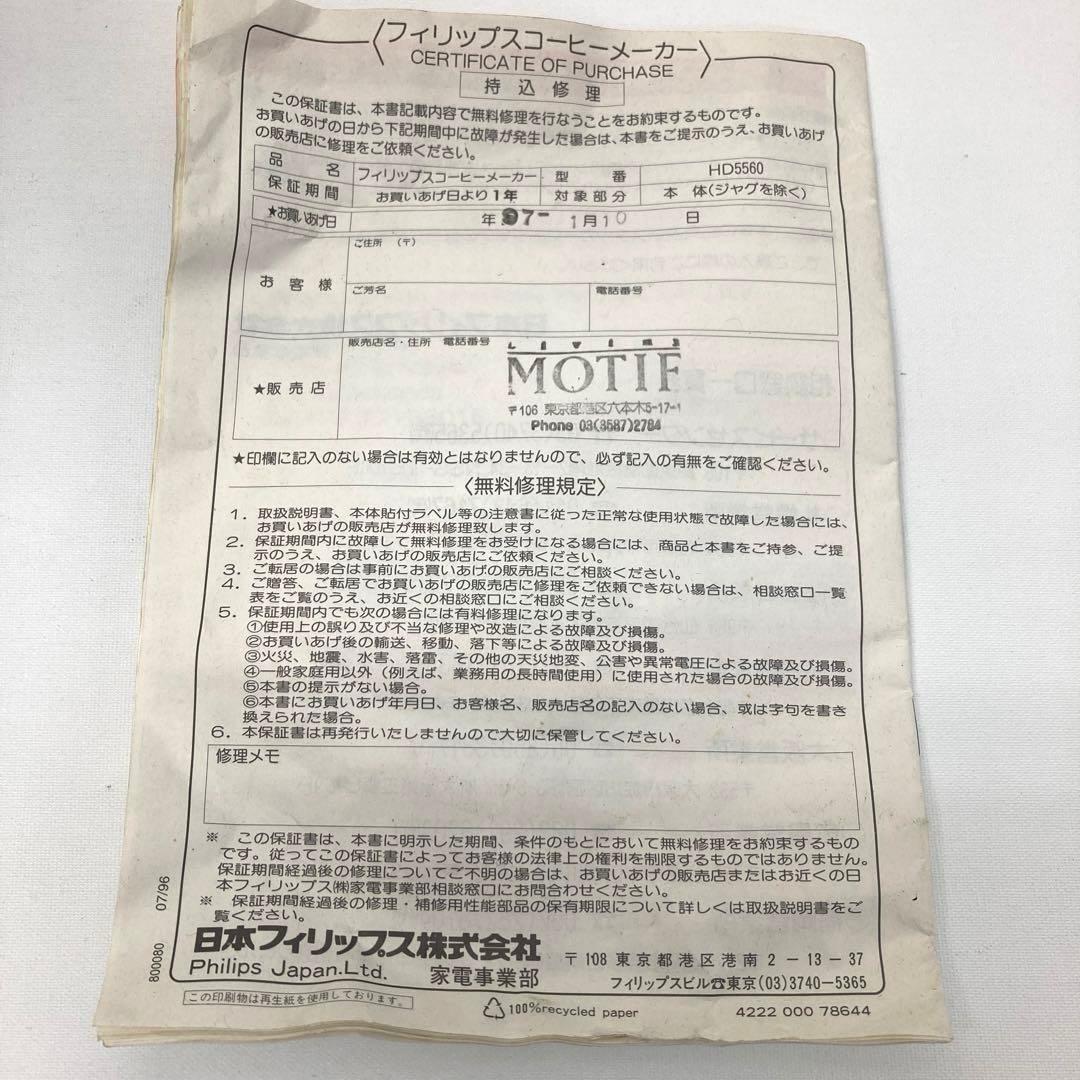 フィリップスコーヒーメーカー
CERTIFICATE OF PURCHASE
持込修理
この保証書は、本書記載内容で無料修理を行なうことをお約束するものです。
お買いあげの日から下記期間中に故障が発生した場合は、本書をご提示のうえ、お買いあげ
の販売店に修理をご依頼ください。
品名 フィリップスコーヒーメーカー 型番 HD5560
保証期間 お買いあげ日より1年 対象部分 本体(ジャグを除く)
★お買いあげ日 年 97- 1月10 日
お客様 ご住所 (〒)
ご芳名 電話番号
★販売店 販売店名・住所 電話番号
LIVING
MOTIF
〒106 東京都港区六本木5-17-1
Phone 03(3587)2784
★印欄に記入のない場合は有効とはなりませんので、必ず記入の有無をご確認ください。
〈無料修理規定〉
1. 取扱説明書、本体貼付ラベル等の注意書に従った正常な使用状態で故障した場合には、
お買いあげの販売店が無料修理致します。
2. 保証期間内に故障して無料修理をお受けになる場合には、商品と本書をご持参、ご提
示のうえ、お買いあげの販売店にご依頼ください。
3. ご転居の場合は事前にお買いあげの販売店にご相談ください。
4. ご贈答、ご転居でお買いあげの販売店に修理をご依頼できない場合は、相談窓口一覧
表をご覧のうえ、お近くの相談窓口にご相談ください。
5. 保証期間内でも次の場合には有料修理になります。
①使用上の誤り及び不当な修理や改造による故障及び損傷。
②お買いあげ後の輸送、移動、落下等による故障及び損傷。
③火災、地震、水害、落雷、その他の天災地変、公害や異常電圧による故障及び損傷。
④一般家庭用以外(例えば、業務用の長時間使用)に使用された場合の故障及び損傷。
⑤本書の提示がない場合。
⑥本書にお買いあげ年月日、お客様名、販売店名の記入のない場合、或は字句を書き
換えられた場合。
6. 本保証書は再発行いたしませんので大切に保管してください。
修理メモ
※ この保証書は、本書に明示した期間、条件のもとにおいて無料修理をお約束するもの
です。従ってこの保証書によってお客様の法律上の権利を制限するものではありません。
保証期間経過後の修理についてご不明の場合は、お買いあげの販売店またはお近くの日
本フィリップス㈱家電事業部相談窓口にお問合わせください。
※ 保証期間経過後の修理・補修用性能部品の保有期限について詳しくは取扱説明書をご
覧ください。
日本フィリップス株式会社
Philips Japan.Ltd. 家電事業部
〒108 東京都港区港南2-13-37
フィリップスビル☎東京(03)3740-5365
この印刷物は再生紙を使用しております。
100%recycled paper
4222 000 78644
800080 07/96